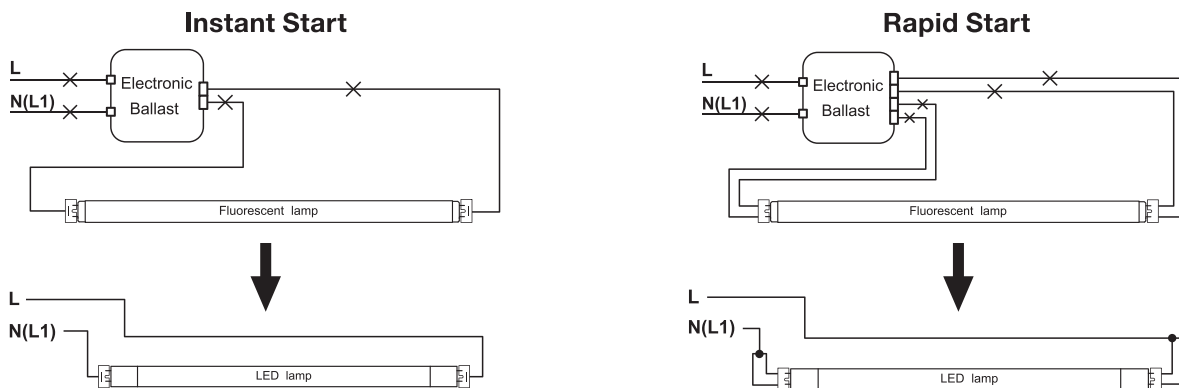 Instant Start
L
N(L1)
Electronic
Ballast
Fluorescent lamp
L
N(L1)
LED lamp
Rapid Start
L
N(L1)
Electronic
Ballast
Fluorescent lamp
L
N(L1)
LED lamp